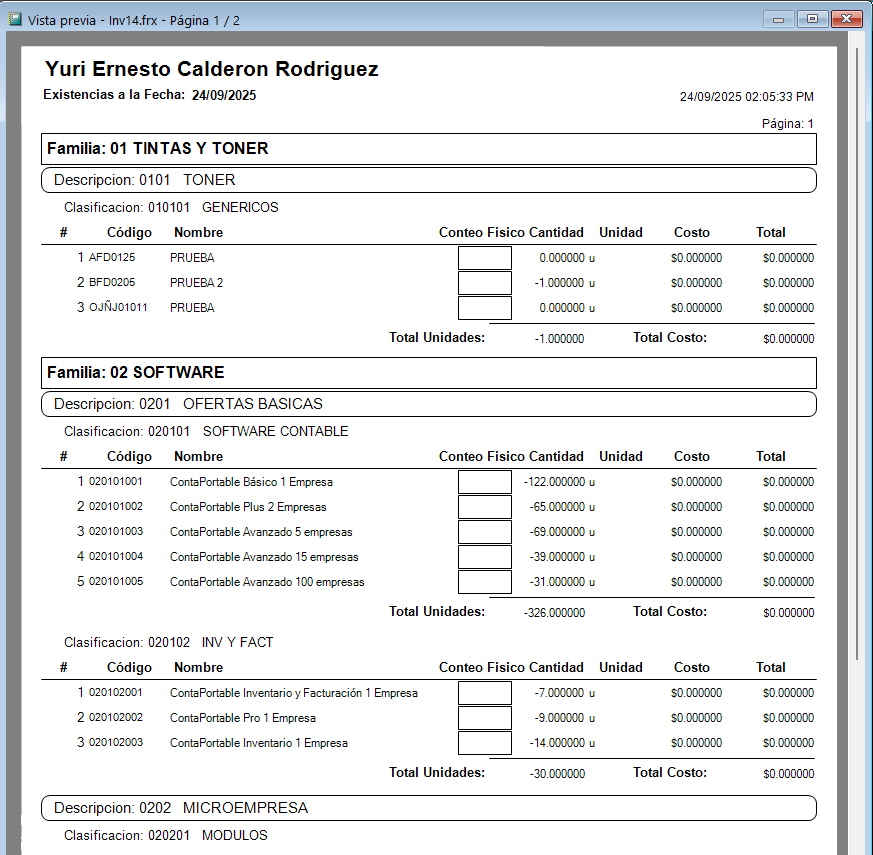 Vista previa - Inv14.frx - Página 1 / 2
Yuri Ernesto Calderon Rodriguez
Existencias a la Fecha: 24/09/2025
24/09/2025 02:05:33 PM
Página: 1
Familia: 01 TINTAS Y TONER
Descripcion: 0101 TONER
Clasificacion: 010101 GENERICOS
# Código Nombre Conteo Fisico Cantidad Unidad Costo Total
1 AFD0125 PRUEBA 0.000000 u $0.000000 $0.000000
2 BFD0205 PRUEBA 2 -1.000000 u $0.000000 $0.000000
3 OJÑJ01011 PRUEBA 0.000000 u $0.000000 $0.000000
Total Unidades: -1.000000 Total Costo: $0.000000
Familia: 02 SOFTWARE
Descripcion: 0201 OFERTAS BASICAS
Clasificacion: 020101 SOFTWARE CONTABLE
# Código Nombre Conteo Fisico Cantidad Unidad Costo Total
1 020101001 ContaPortable Básico 1 Empresa -122.000000 u $0.000000 $0.000000
2 020101002 ContaPortable Plus 2 Empresas -65.000000 u $0.000000 $0.000000
3 020101003 ContaPortable Avanzado 5 empresas -69.000000 u $0.000000 $0.000000
4 020101004 ContaPortable Avanzado 15 empresas -39.000000 u $0.000000 $0.000000
5 020101005 ContaPortable Avanzado 100 empresas -31.000000 u $0.000000 $0.000000
Total Unidades: -326.000000 Total Costo: $0.000000
Clasificacion: 020102 INV Y FACT
# Código Nombre Conteo Fisico Cantidad Unidad Costo Total
1 020102001 ContaPortable Inventario y Facturación 1 Empresa -7.000000 u $0.000000 $0.000000
2 020102002 ContaPortable Pro 1 Empresa -9.000000 u $0.000000 $0.000000
3 020102003 ContaPortable Inventario 1 Empresa -14.000000 u $0.000000 $0.000000
Total Unidades: -30.000000 Total Costo: $0.000000
Descripcion: 0202 MICROEMPRESA
Clasificacion: 020201 MODULOS